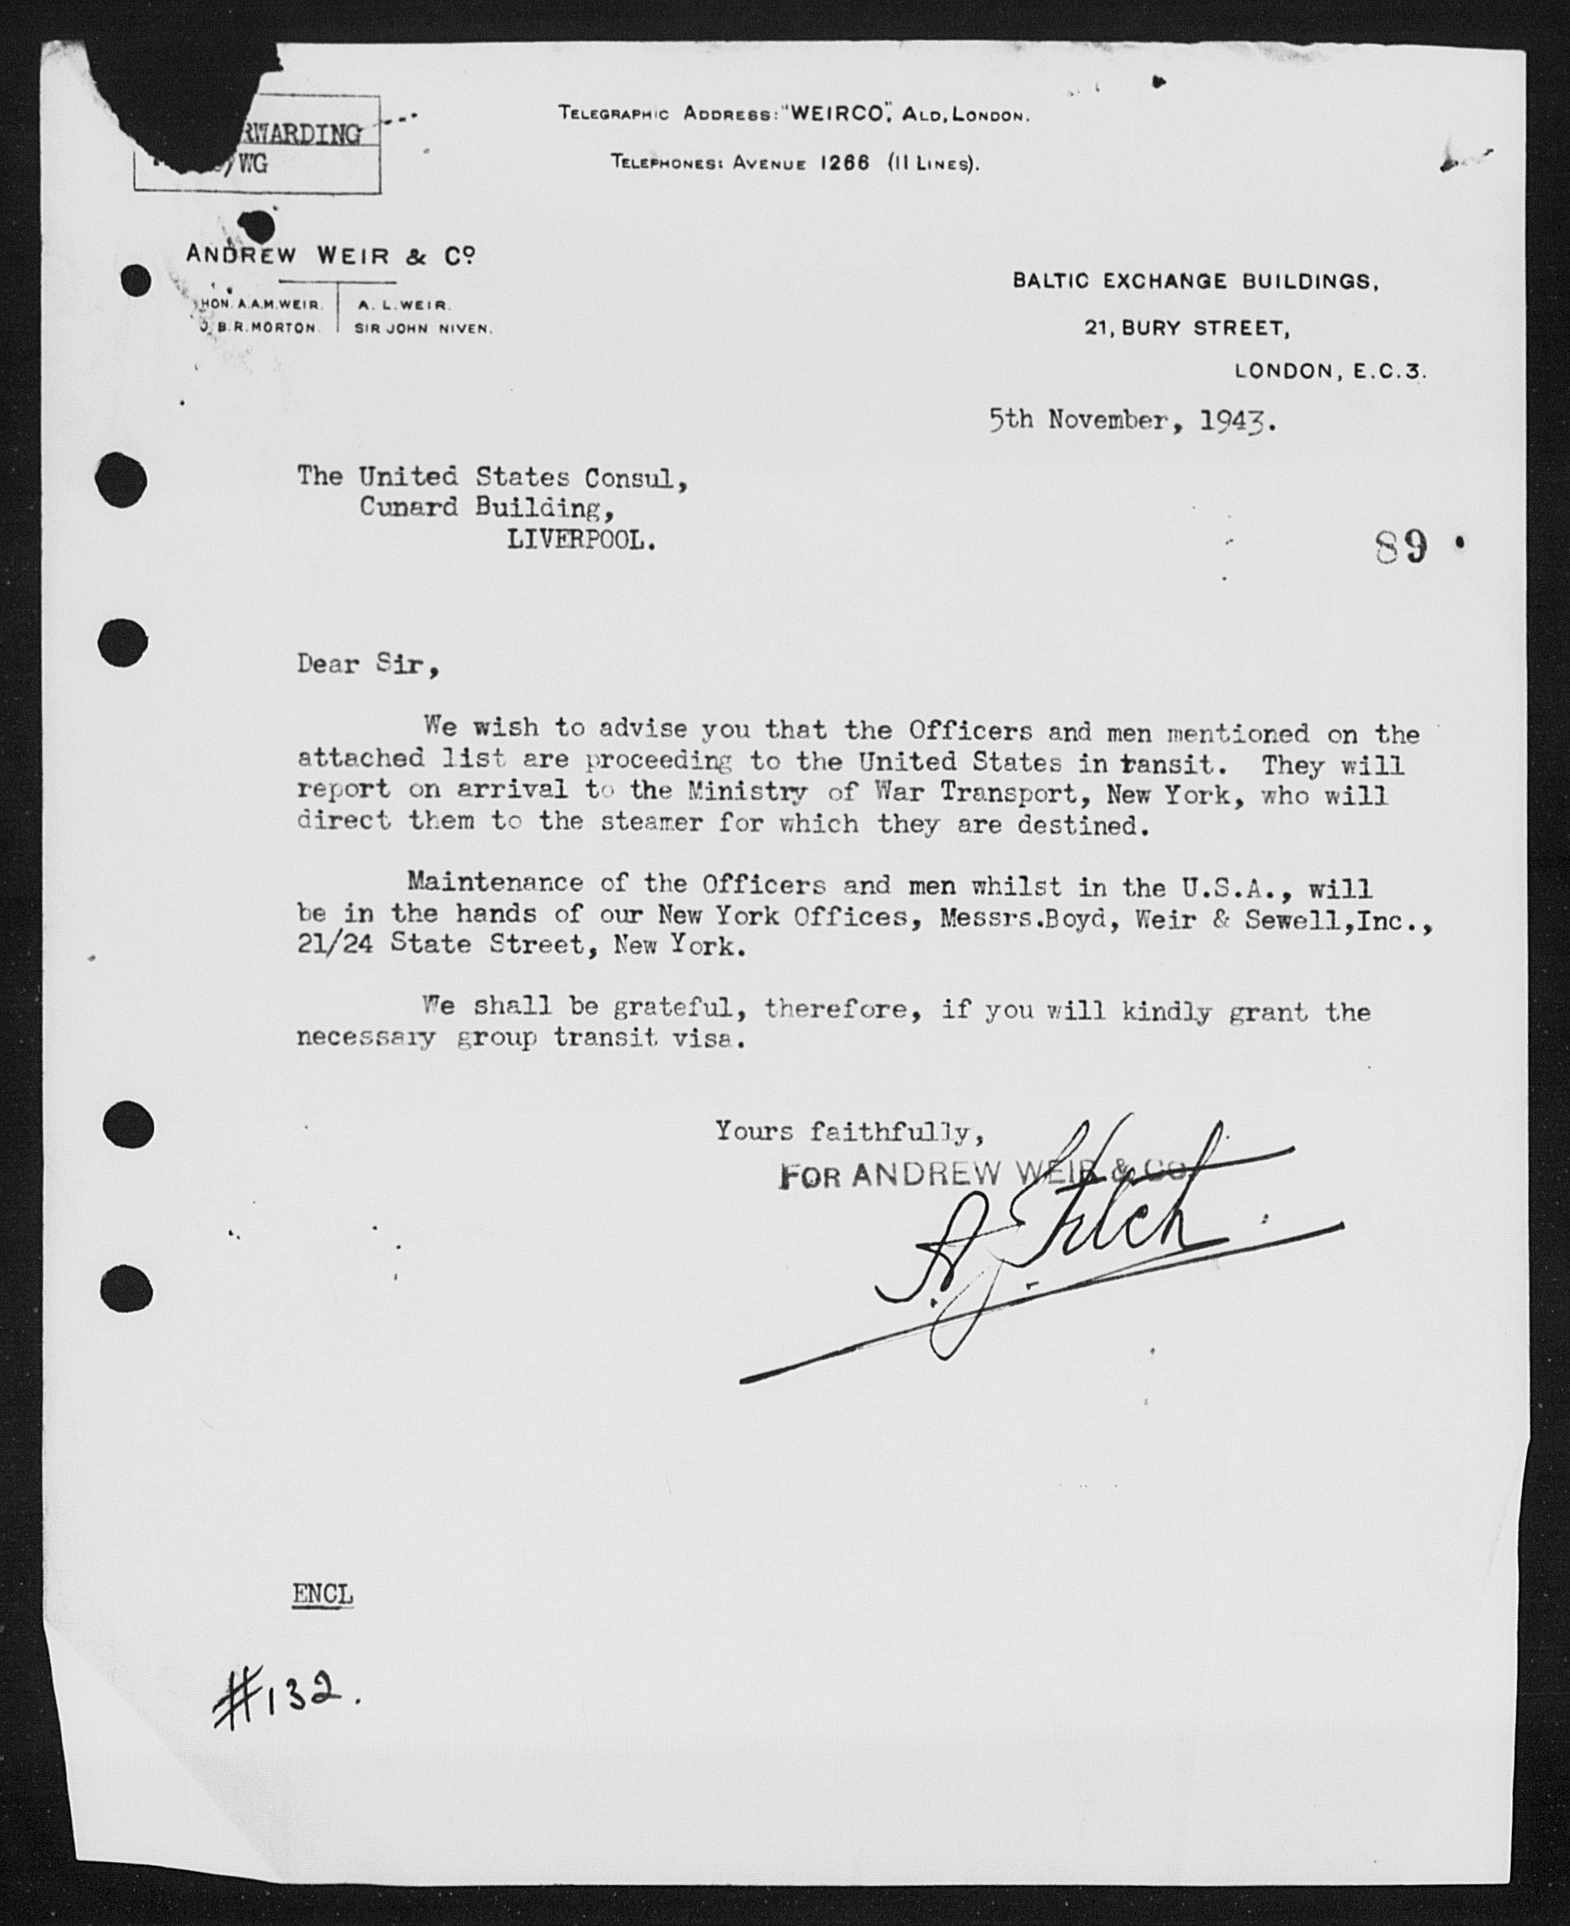 TELEGRAPHIC ADDRESS: "WEIRCO", ALD, LONDON.
TELEPHONES: AVENUE 1266 (11 LINES).
RWARDING
/WG
ANDREW WEIR & Co.
HON. A.A.M. WEIR. A. L. WEIR.
J. B. R. MORTON. SIR JOHN NIVEN.
BALTIC EXCHANGE BUILDINGS,
21, BURY STREET,
LONDON, E.C.3.
5th November, 1943.
The United States Consul,
Cunard Building,
LIVERPOOL.
89
Dear Sir,
We wish to advise you that the Officers and men mentioned on the
attached list are proceeding to the United States in transit. They will
report on arrival to the Ministry of War Transport, New York, who will
direct them to the steamer for which they are destined.
Maintenance of the Officers and men whilst in the U.S.A., will
be in the hands of our New York Offices, Messrs.Boyd, Weir & Sewell,Inc.,
21/24 State Street, New York.
We shall be grateful, therefore, if you will kindly grant the
necessary group transit visa.
Yours faithfully,
FOR ANDREW WEIR & CO.
ENCL
#132.